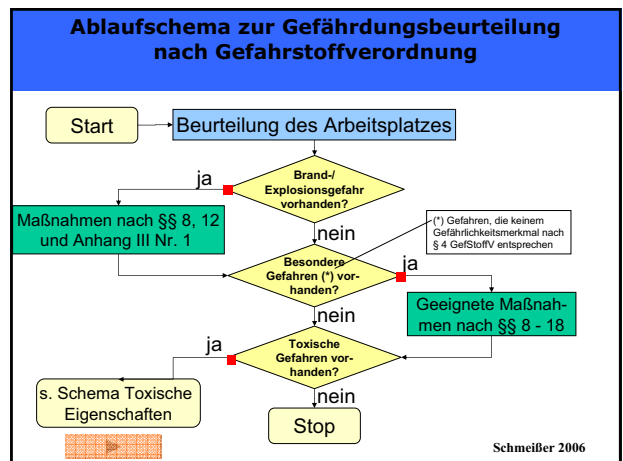 Ablaufschema zur Gefährdungsbeurteilung
nach Gefahrstoffverordnung
Start
Beurteilung des Arbeitsplatzes
ja
Brand-/
Explosionsgefahr
vorhanden?
Maßnahmen nach §§ 8, 12
und Anhang III Nr. 1
nein
(*) Gefahren, die keinem
Gefährlichkeitsmerkmal nach
§ 4 GefStoffV entsprechen
Besondere
Gefahren (*) vor-
handen?
ja
Geeignete Maßnah-
men nach §§ 8 - 18
nein
ja
Toxische
Gefahren vor-
handen?
s. Schema Toxische
Eigenschaften
nein
Stop
Schmeißer 2006